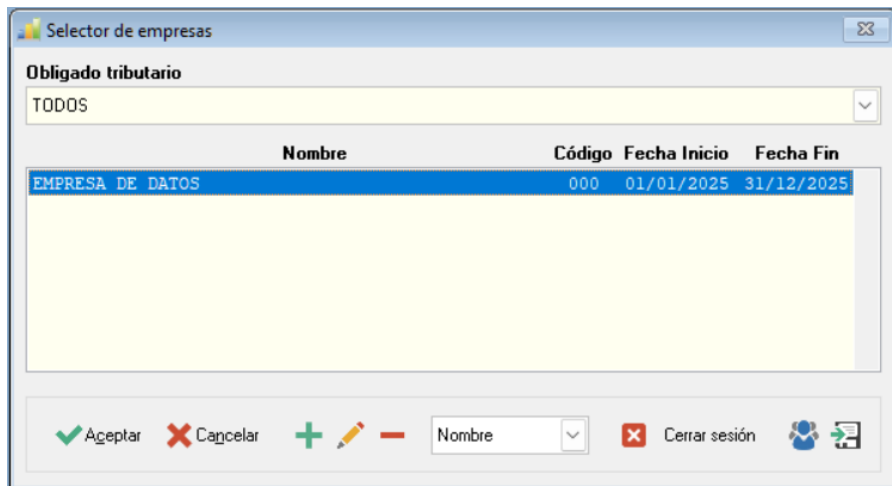 Selector de empresas
Obligado tributario
TODOS
Nombre Código Fecha Inicio Fecha Fin
EMPRESA DE DATOS 000 01/01/2025 31/12/2025
Aceptar Cancelar Nombre Cerrar sesión